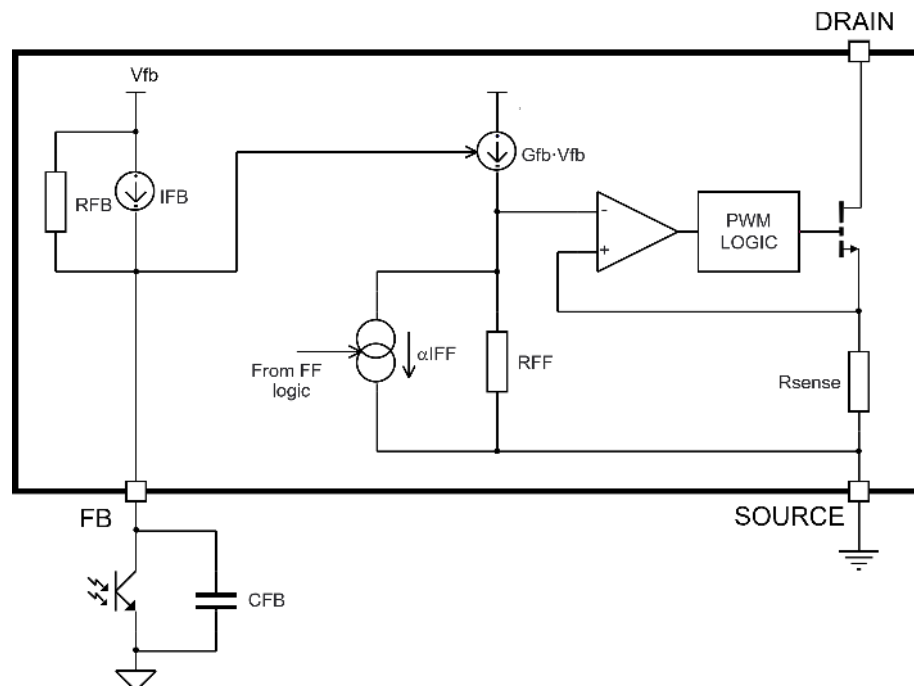 DRAIN
Vfb
Gfb·Vfb
RFB
IFB
-
PWM
LOGIC
+
αIFF
From FF
logic
RFF
Rsense
FB
SOURCE
CFB